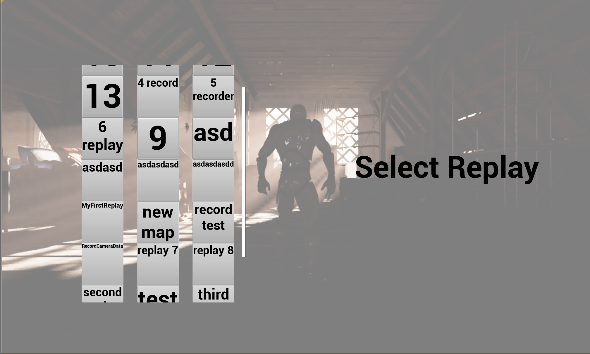 13
4 record
5
recorder
6
replay
9
asd
asdasd
asdasdasd
asdasdasdd
MyFirstReplay
new
map
record
test
RecordCameraData
replay 7
replay 8
second
test
third
Select Replay